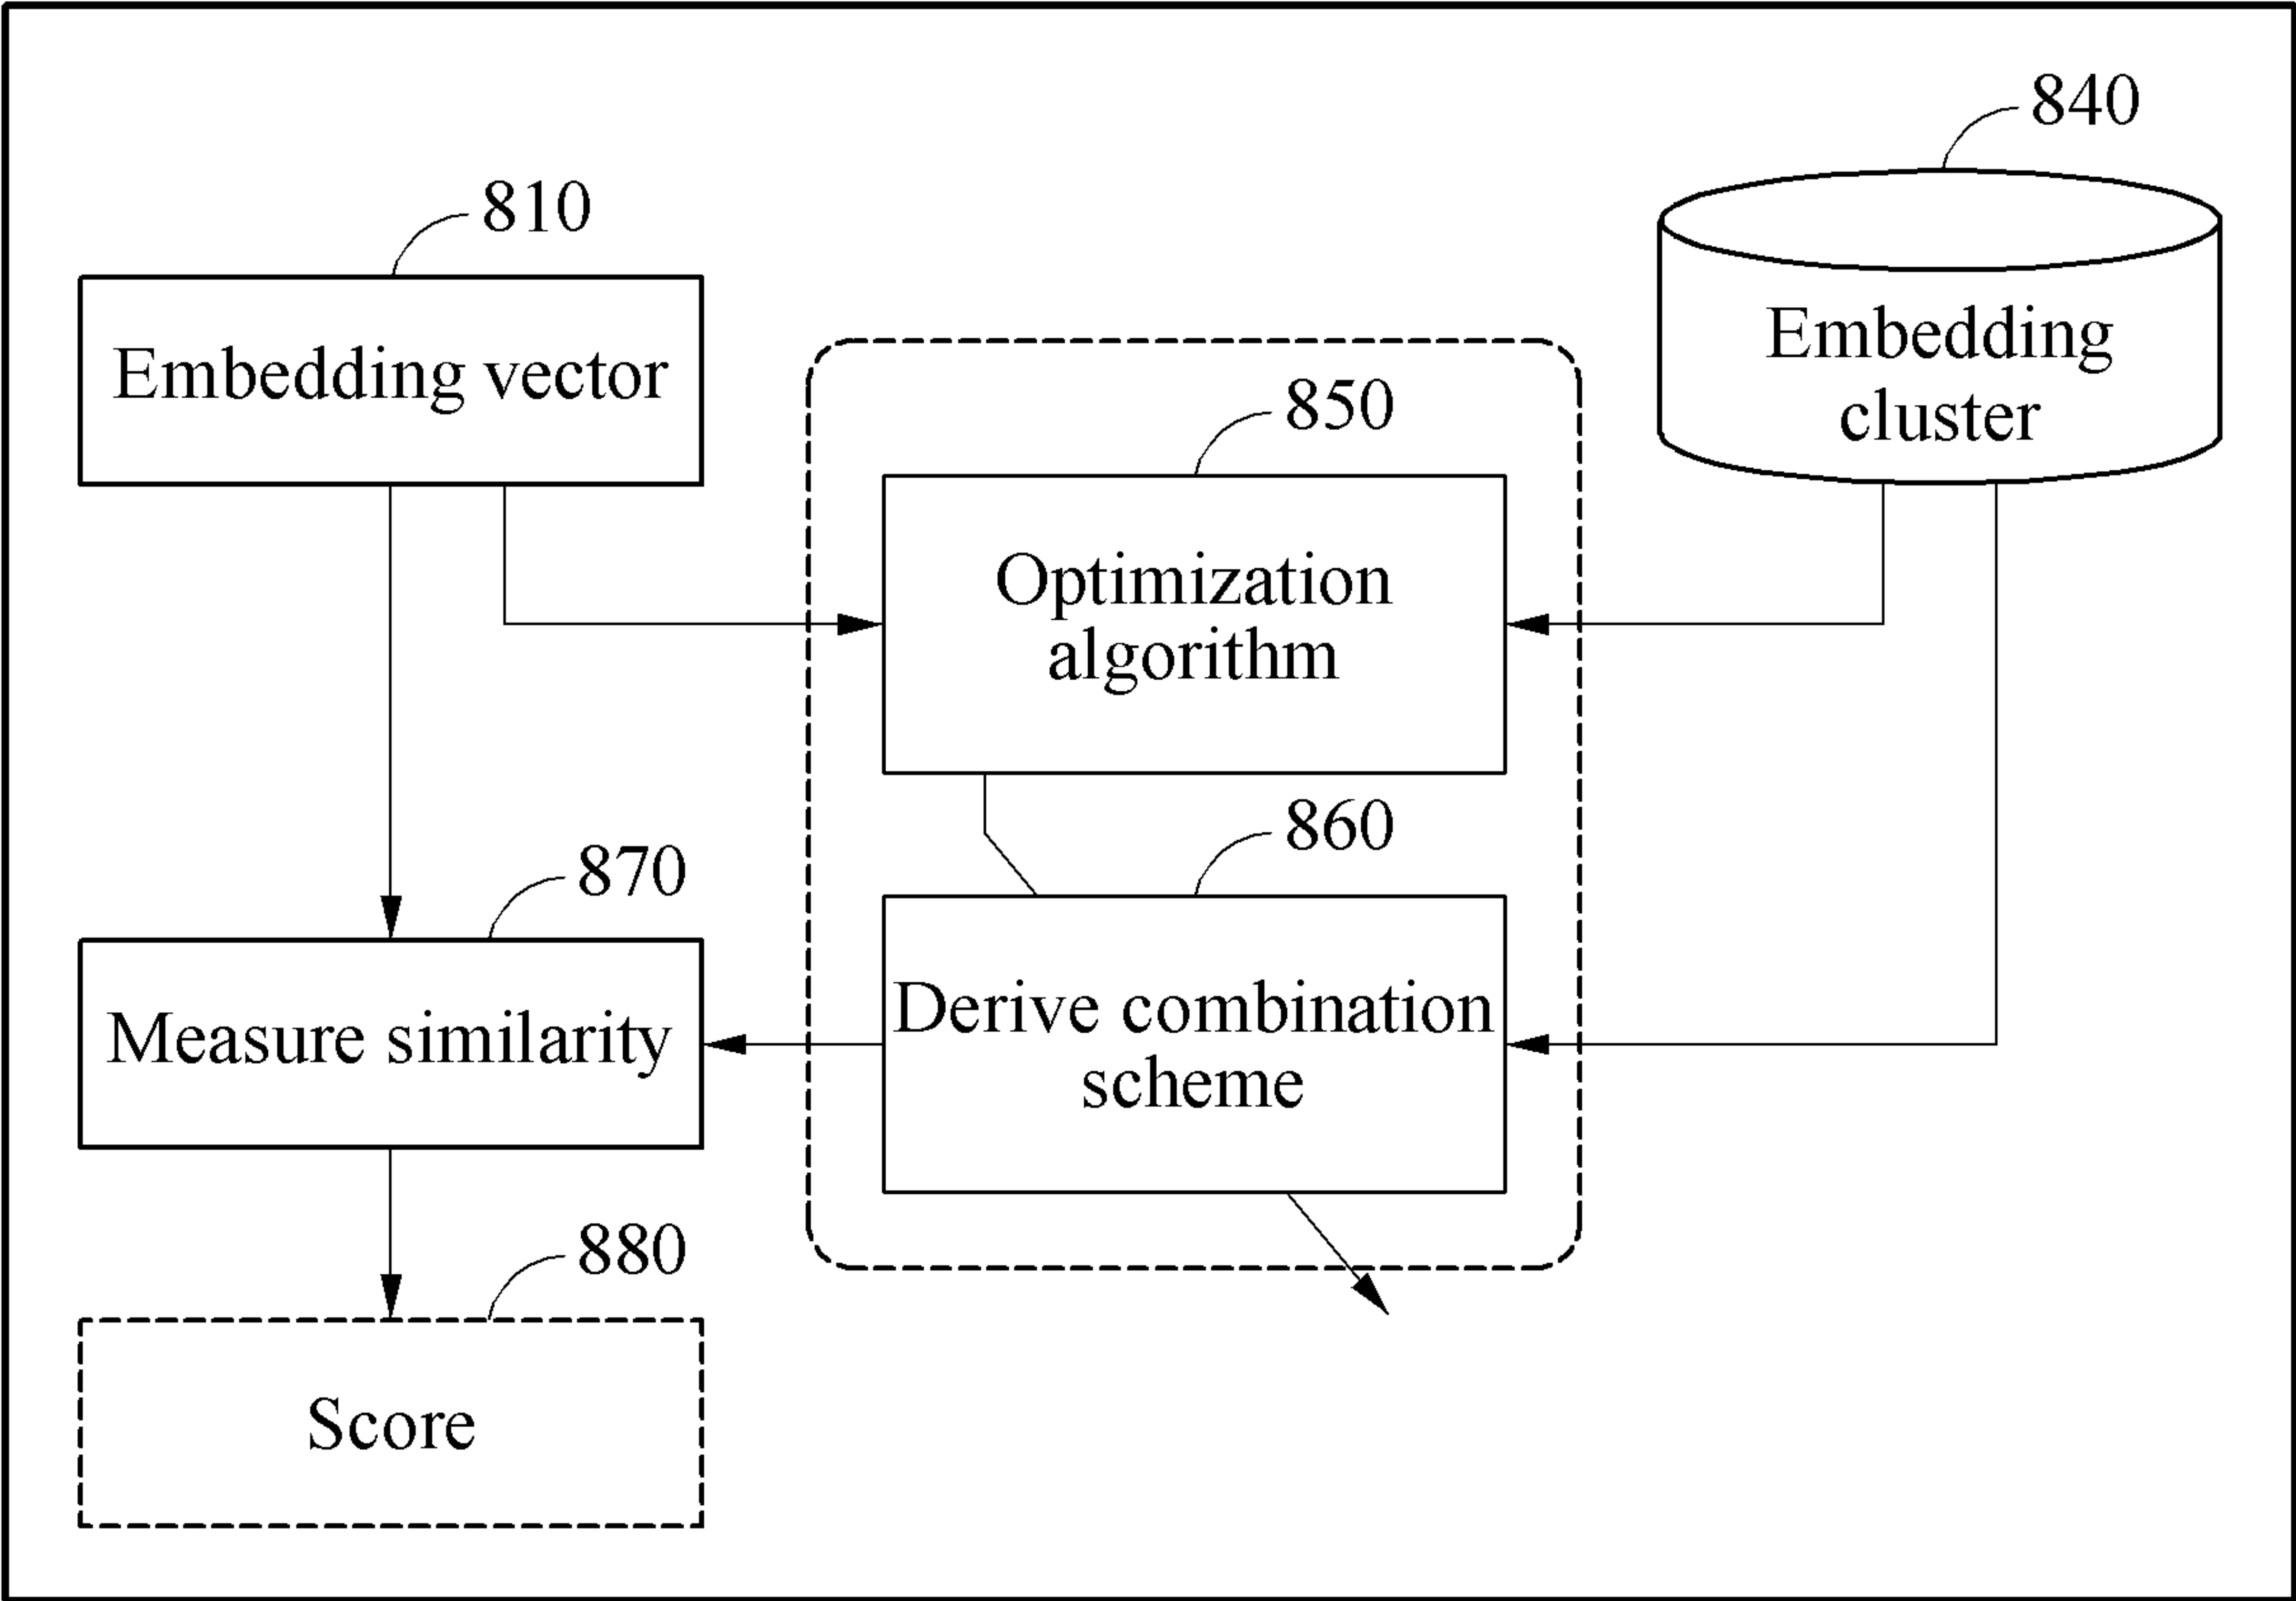 840
810
Embedding vector
Embedding
cluster
850
Optimization
algorithm
860
870
Derive combination
scheme
Measure similarity
880
Score